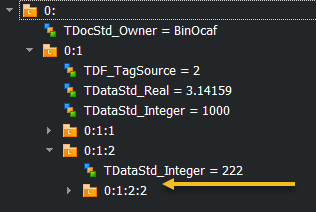 0:
TDocStd_Owner = BinOcaf
0:1
TDF_TagSource = 2
TDataStd_Real = 3.14159
TDataStd_Integer = 1000
0:1:1
0:1:2
TDataStd_Integer = 222
0:1:2:2